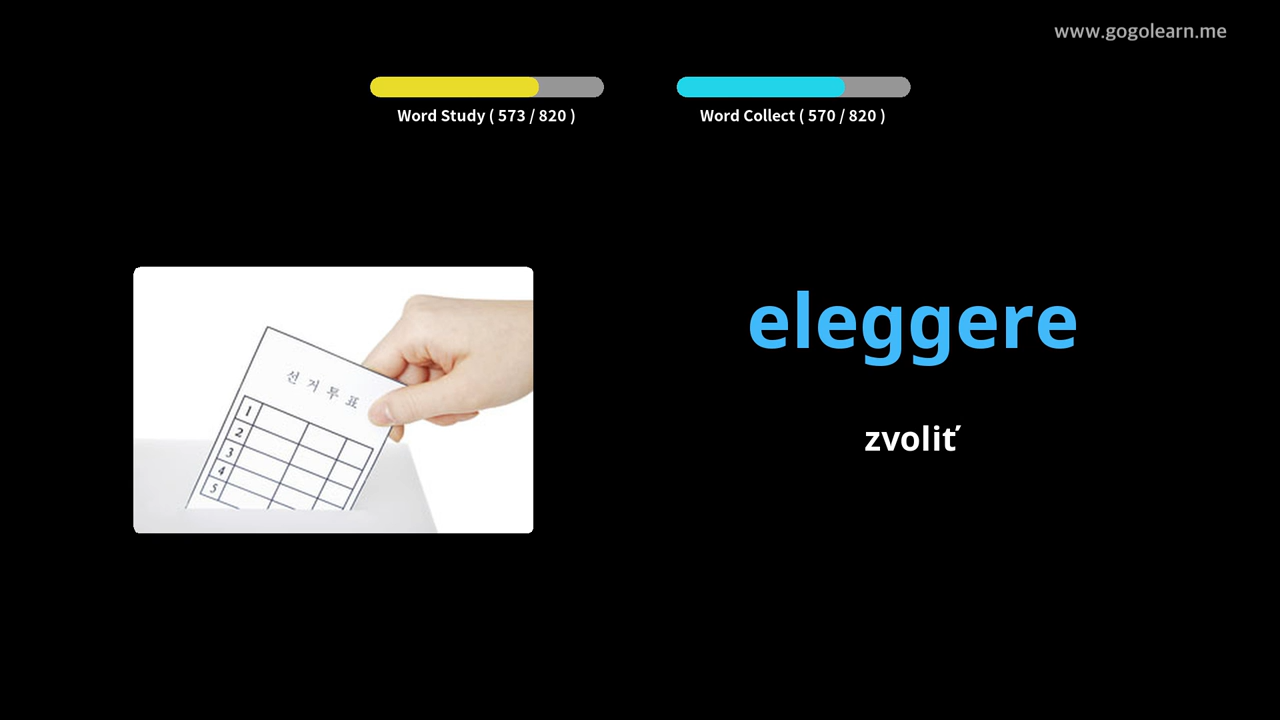 www.gogolearn.me
Word Study ( 573 / 820 )
Word Collect ( 570 / 820 )
선거투표
1
2
3
4
5
eleggere
zvoliť